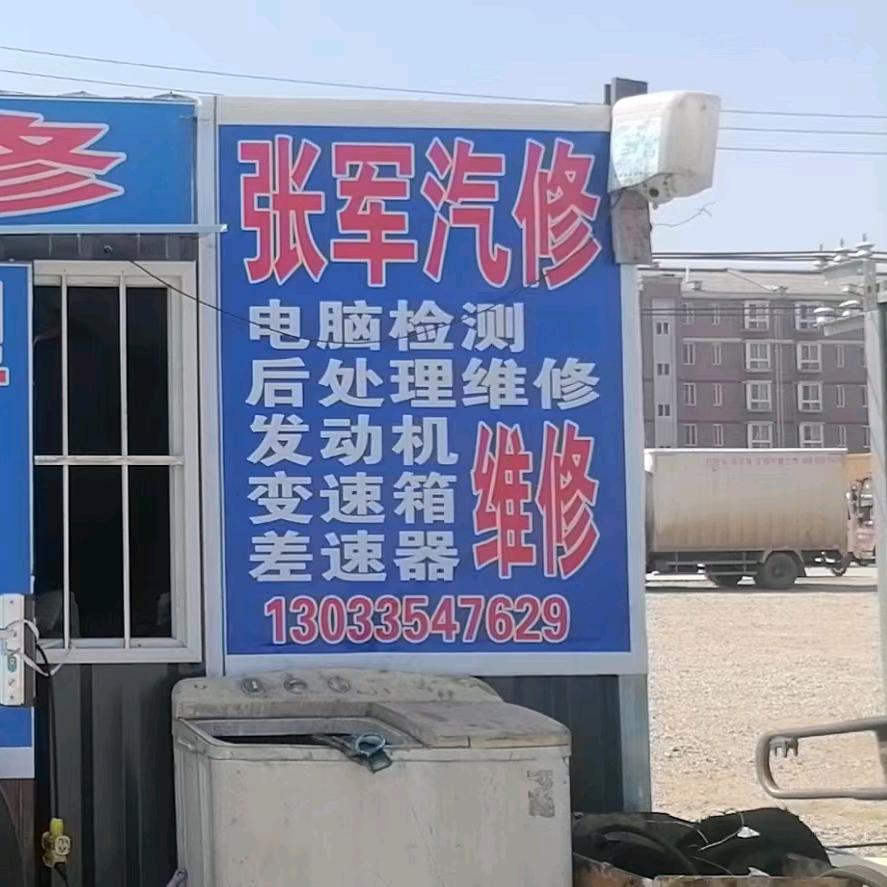 修
张军汽修
电脑检测
后处理维修
发动机
变速箱
差速器
维修
13033547629